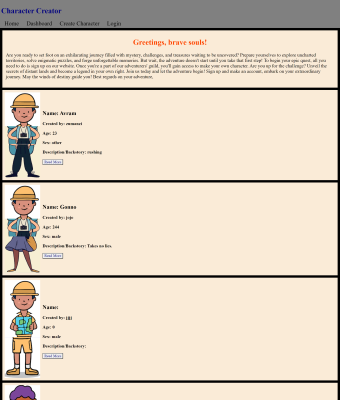 Character Creator
Home Dashboard Create Character Login
Greetings, brave souls!
Are you ready to set foot on an exhilarating journey filled with mystery, challenges, and treasures waiting to be uncovered? Prepare yourselves to explore uncharted
territories, solve enigmatic puzzles, and forge unforgettable memories. But wait, the adventure doesn't start until you take that first step! To begin your epic quest, all you
need to do is sign up on our website. Once you're a part of our adventurers' guild, you'll gain access to make your own character. Are you up for the challenge? Unveil the
secrets of distant lands and become a legend in your own right. Join us today and let the adventure begin! Sign up and make an account, embark on your extraordinary
journey. May the winds of destiny guide you! Best regards on your adventure,
Name: Avram
Created by:
Age: 23
Sex: other
Description/Backstory: rushing
Read More
Name: Gonno
Created by: jojo
Age: 244
Sex: male
Description/Backstory: Takes no lies.
Read More
Name:
Created by:
Age: 0
Sex: male
Description/Backstory:
Read More